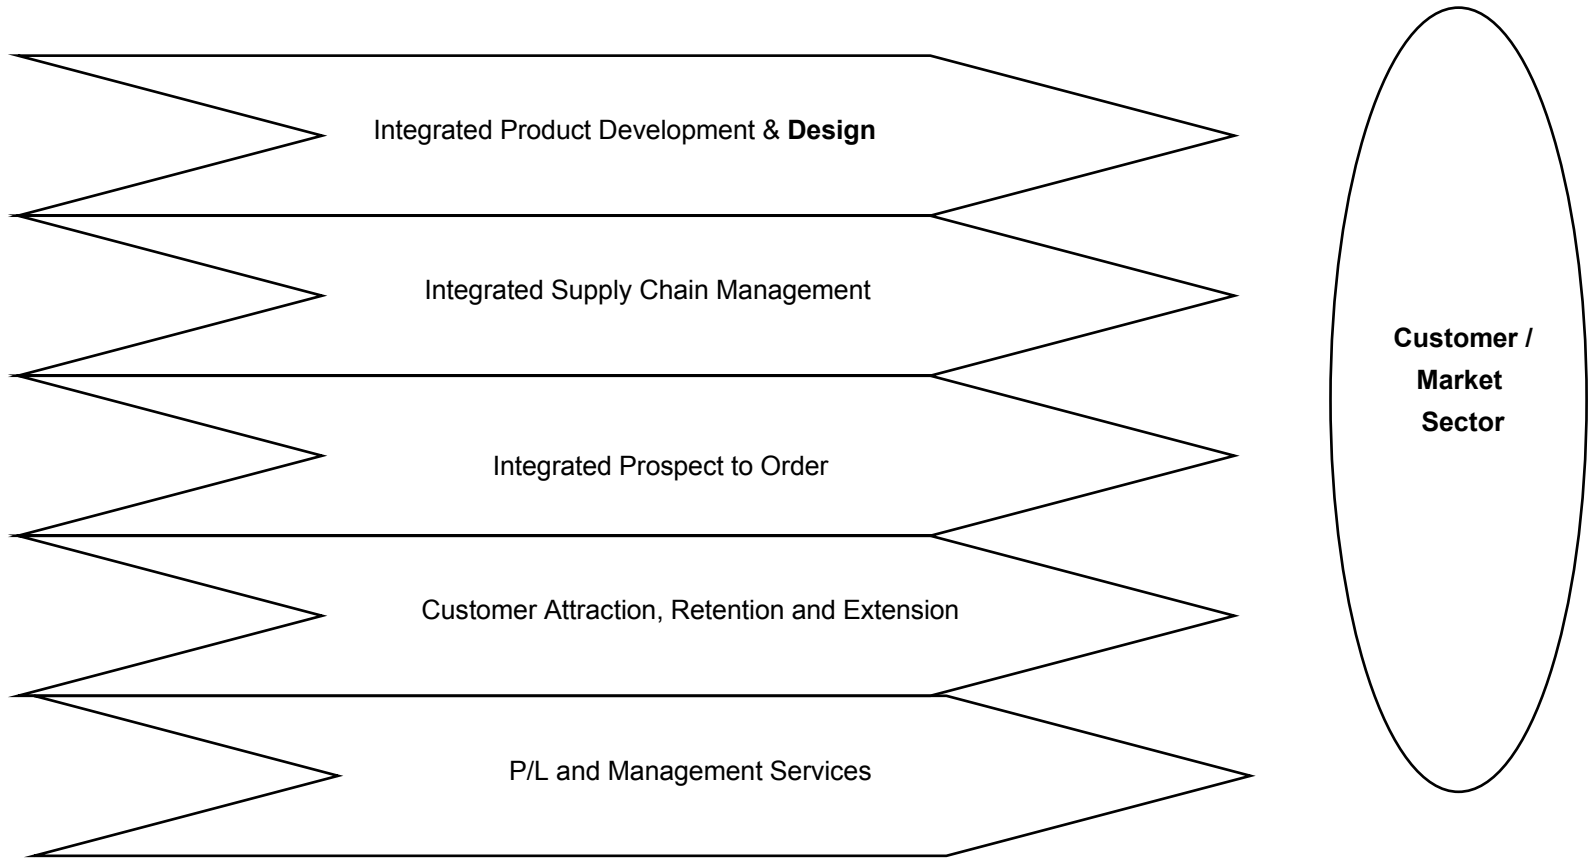 Integrated Product Development & Design
Integrated Supply Chain Management
Integrated Prospect to Order
Customer Attraction, Retention and Extension
P/L and Management Services
Customer /
Market
Sector